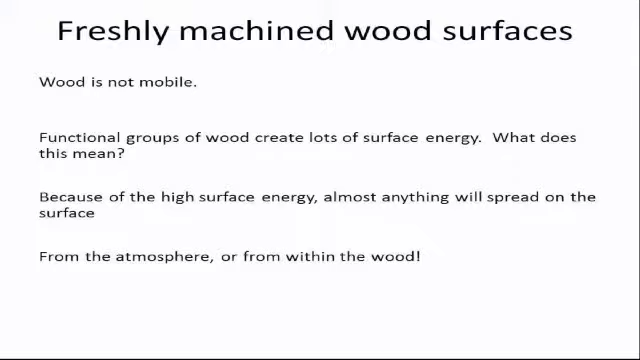 Freshly machined wood surfaces
Wood is not mobile.
Functional groups of wood create lots of surface energy.  What does
this mean?
Because of the high surface energy, almost anything will spread on the
surface
From the atmosphere, or from within the wood!